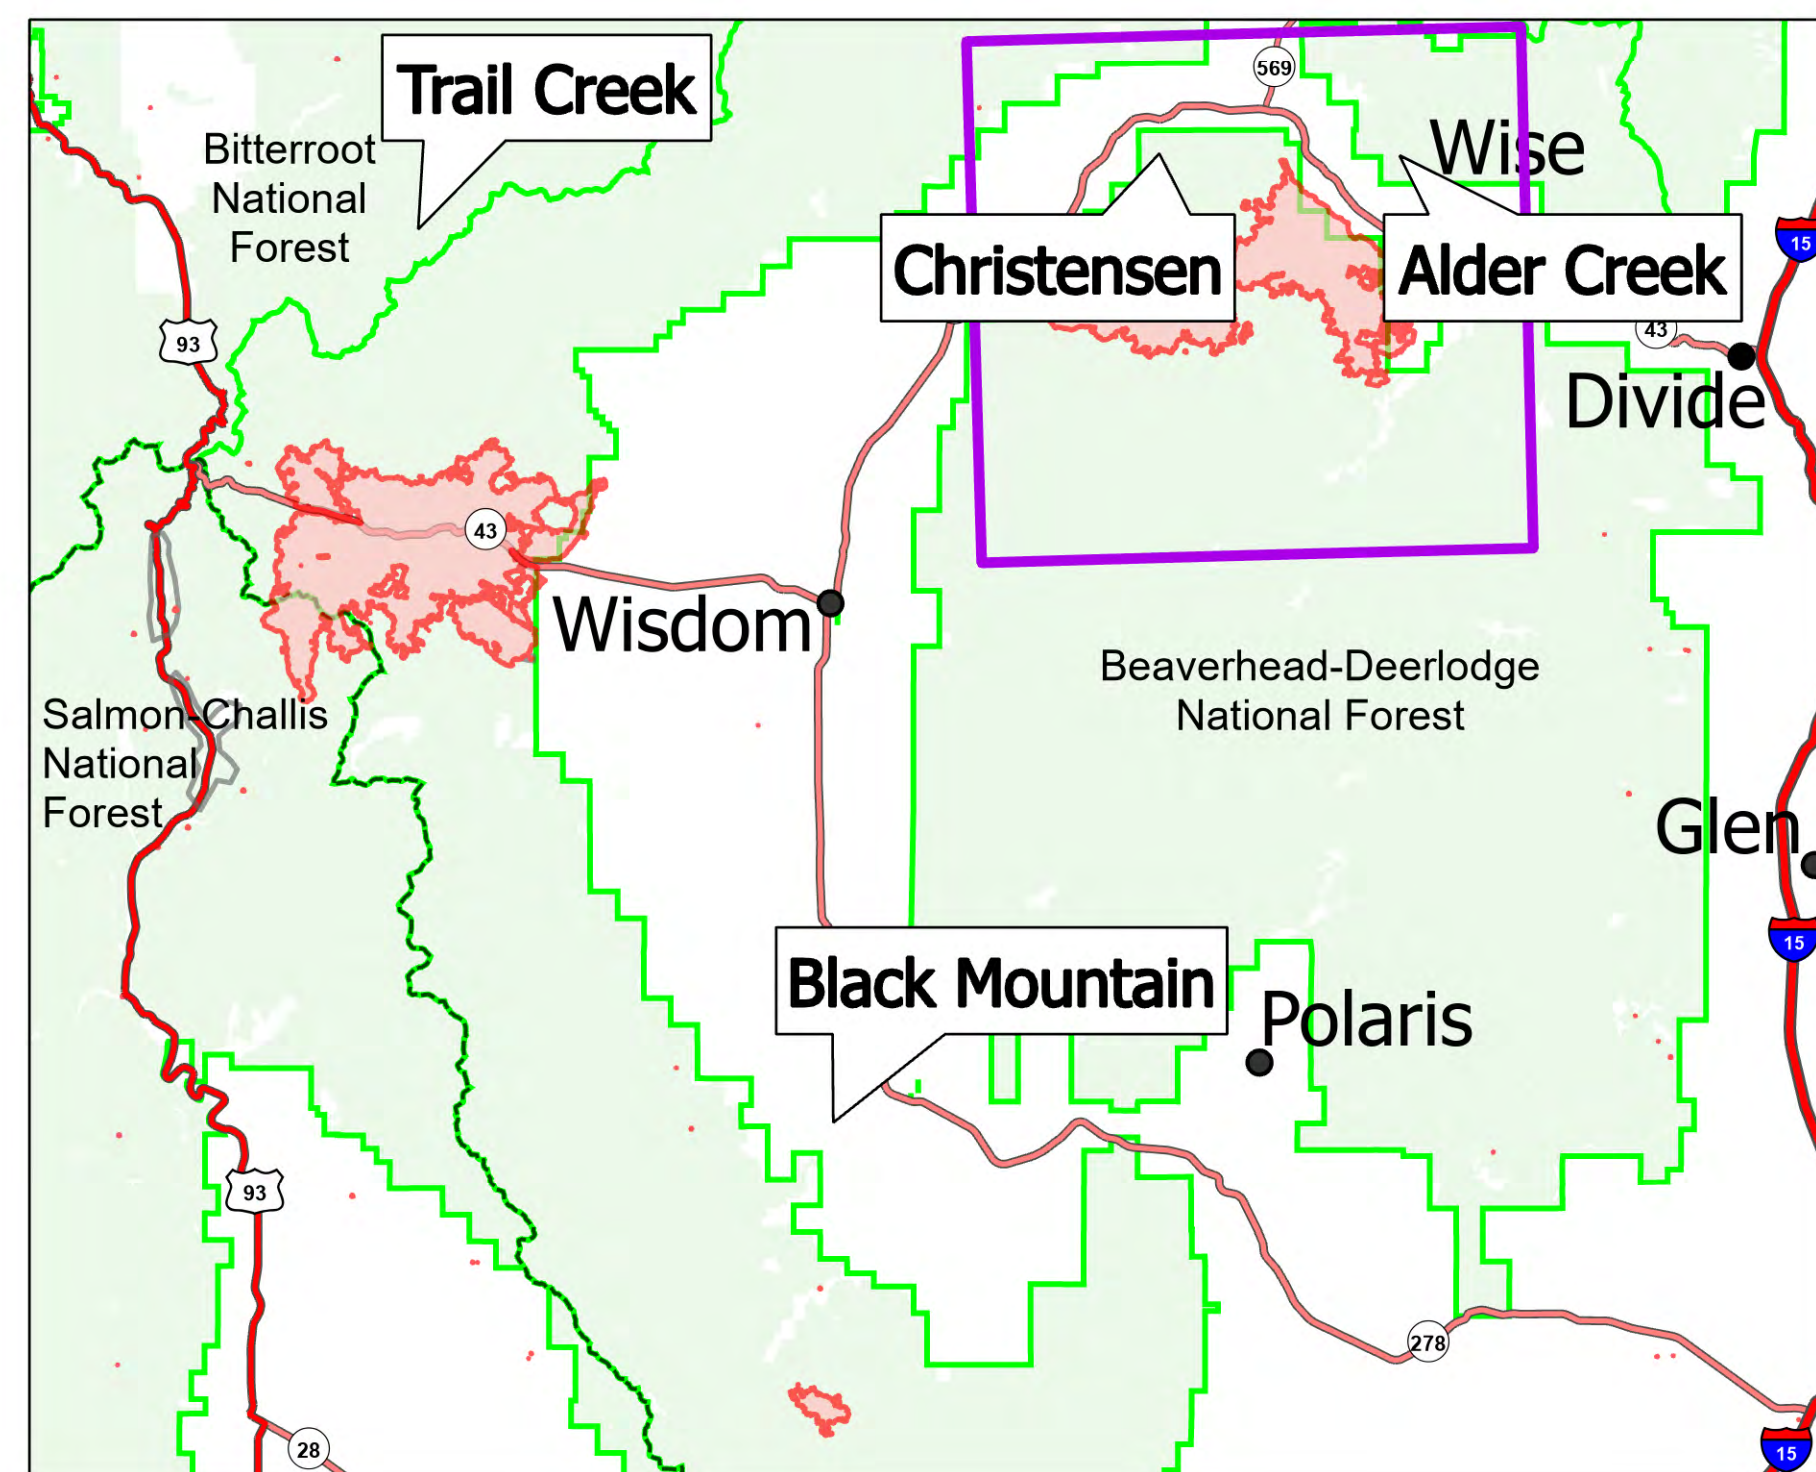 569
Trail Creek
Bitterroot
National
Forest
Wise
15
Christensen
Alder Creek
93
43
Divide
43
Wisdom
Beaverhead-Deerlodge
National Forest
Salmon-Challis
National
Forest
Glen
15
Black Mountain
Polaris
93
278
28
15